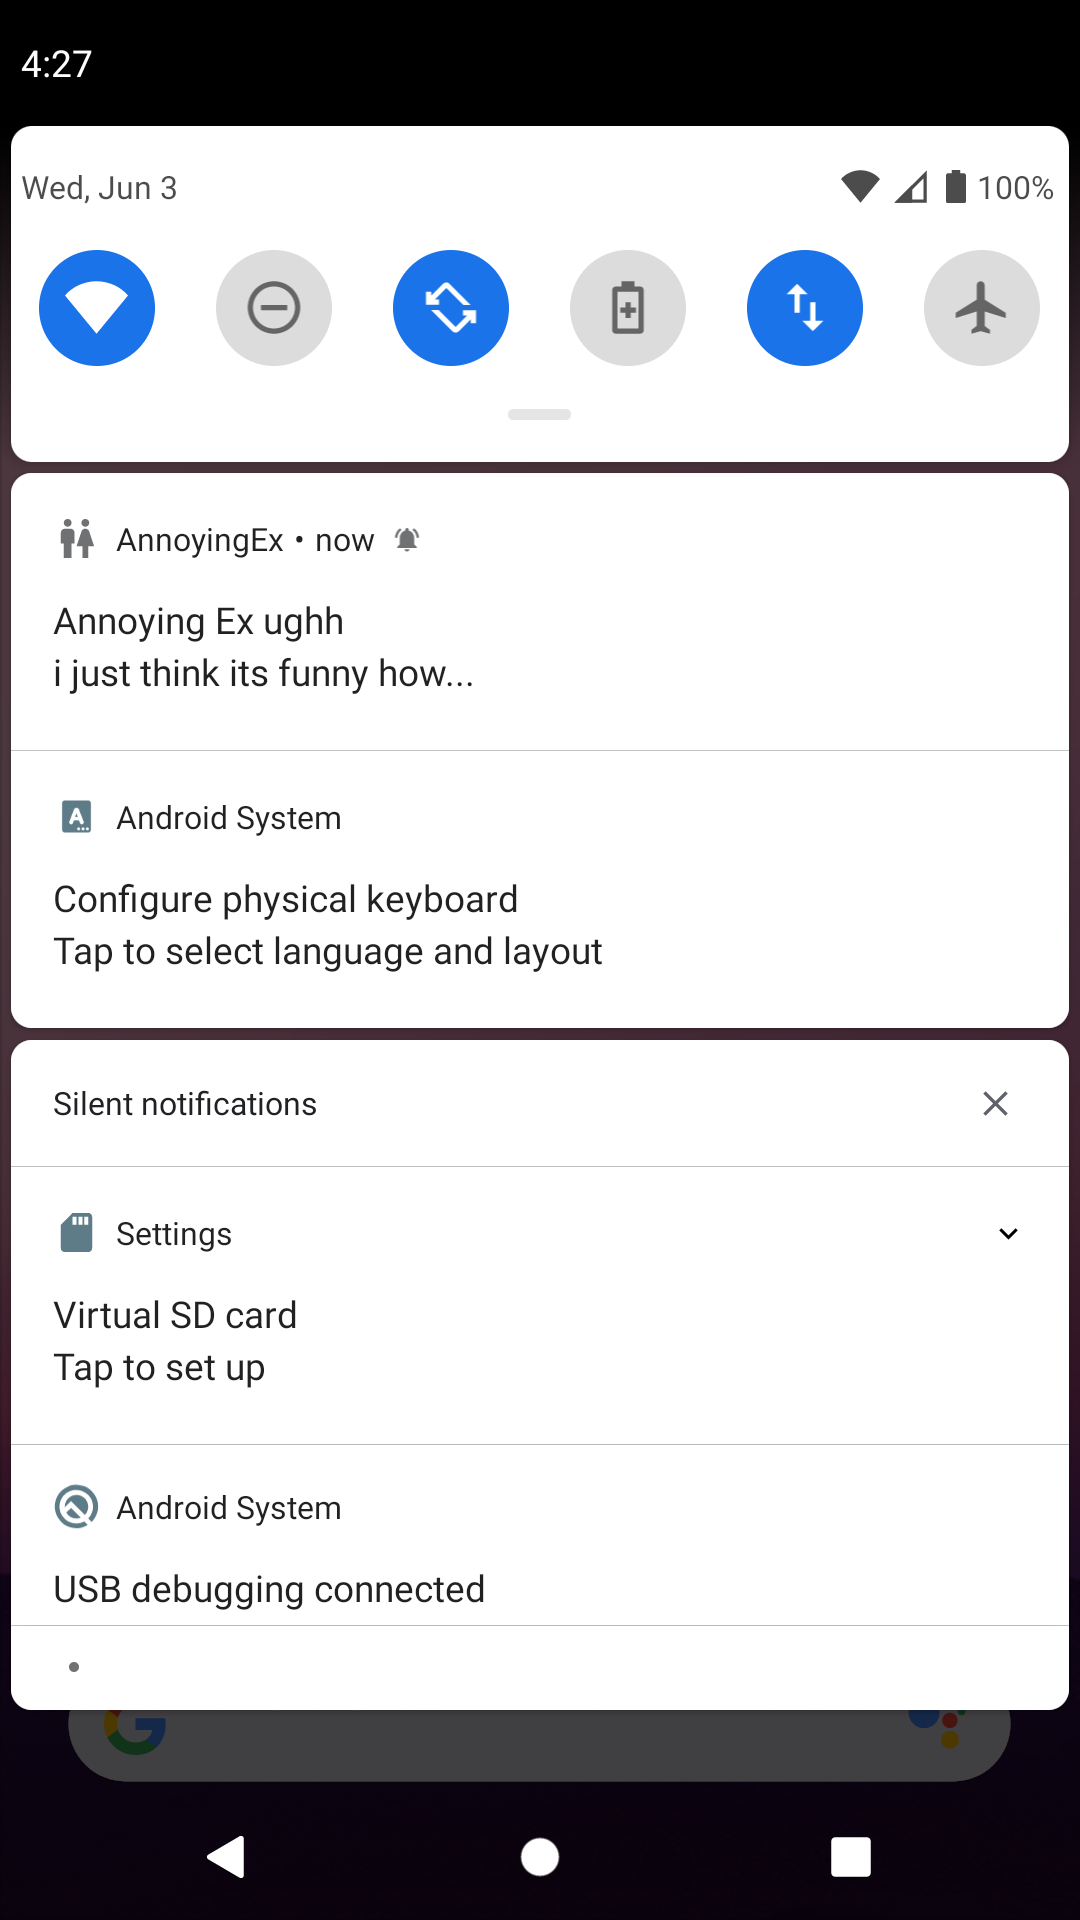 4:27
Wed, Jun 3
100%
AnnoyingEx • now
Annoying Ex ughh
i just think its funny how...
Android System
Configure physical keyboard
Tap to select language and layout
Silent notifications
Settings
Virtual SD card
Tap to set up
Android System
USB debugging connected